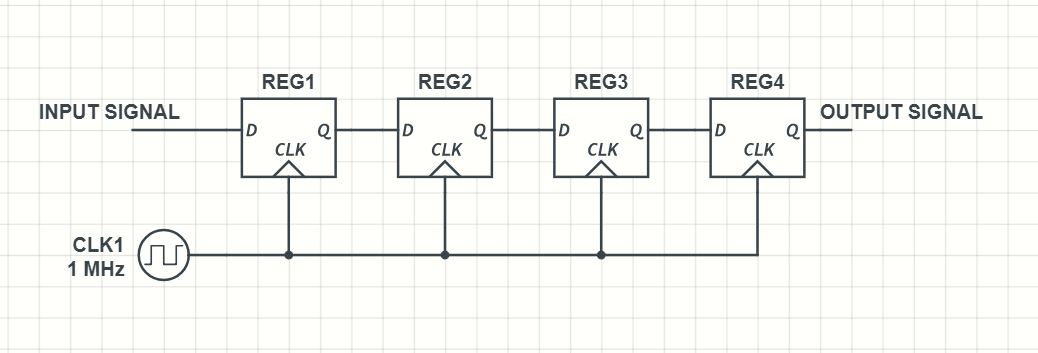 REG1 REG2 REG3 REG4
INPUT SIGNAL OUTPUT SIGNAL
D Q D Q D Q D Q
CLK CLK CLK CLK
CLK1
1 MHz